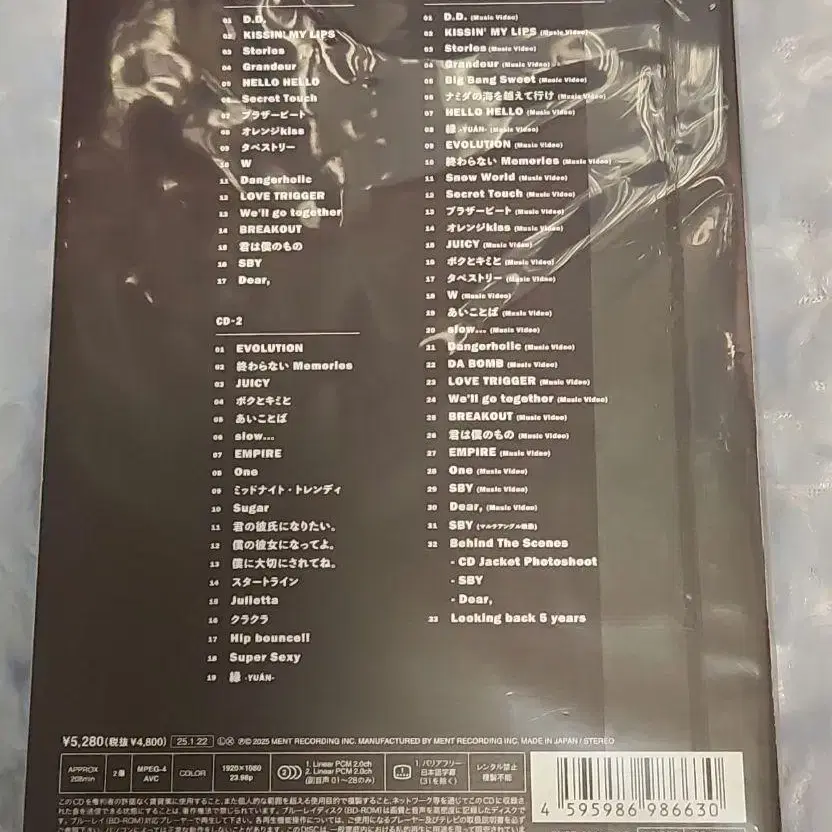 01 D.D.
02 KISSIN' MY LIPS
03 Stories
04 Grandeur
05 HELLO HELLO
06 Secret Touch
07 ブラザービート
08 オレンジkiss
09 タペストリー
10 W
11 Dangerholic
12 LOVE TRIGGER
13 We'll go together
14 BREAKOUT
15 君は僕のもの
16 SBY
17 Dear,
CD-2
01 EVOLUTION
02 終わらない Memories
03 JUICY
04 ボクとキミと
05 あいことば
06 slow...
07 EMPIRE
08 One
09 ミッドナイト・トレンディ
10 Sugar
11 君の彼氏になりたい。
12 僕の彼女になってよ。
13 僕に大切にされてね。
14 スタートライン
15 Julietta
16 クラクラ
17 Hip bounce!!
18 Super Sexy
19 縁 -YUÁN-
01 D.D. (Music Video)
02 KISSIN' MY LIPS (Music Video)
03 Stories (Music Video)
04 Grandeur (Music Video)
05 Big Bang Sweet (Music Video)
06 ナミダの海を越えて行け (Music Video)
07 HELLO HELLO (Music Video)
08 縁 -YUÁN- (Music Video)
09 EVOLUTION (Music Video)
10 終わらない Memories (Music Video)
11 Snow World (Music Video)
12 Secret Touch (Music Video)
13 ブラザービート (Music Video)
14 オレンジkiss (Music Video)
15 JUICY (Music Video)
16 ボクとキミと (Music Video)
17 タペストリー (Music Video)
18 W (Music Video)
19 あいことば (Music Video)
20 slow... (Music Video)
21 Dangerholic (Music Video)
22 DA BOMB (Music Video)
23 LOVE TRIGGER (Music Video)
24 We'll go together (Music Video)
25 BREAKOUT (Music Video)
26 君は僕のもの (Music Video)
27 EMPIRE (Music Video)
28 One (Music Video)
29 SBY (Music Video)
30 Dear, (Music Video)
31 SBY (マルチアングル映像)
32 Behind The Scenes
- CD Jacket Photoshoot
- SBY
- Dear,
33 Looking back 5 years
¥5,280(税抜 ¥4,800) 25.1.22 ⓁⓍ Ⓟ© 2025 MENT RECORDING INC. MANUFACTURED BY MENT RECORDING INC. MADE IN JAPAN / STEREO
APPROX 208min
2層
MPEG-4 AVC
COLOR
1920×1080 23.98p
1. Linear PCM 2.0ch
2. Linear PCM 2.0ch
(副音声 01〜28のみ)
1. バリアフリー
日本語字幕
(31を除く)
レンタル禁止
複製不能
4 595986 986630